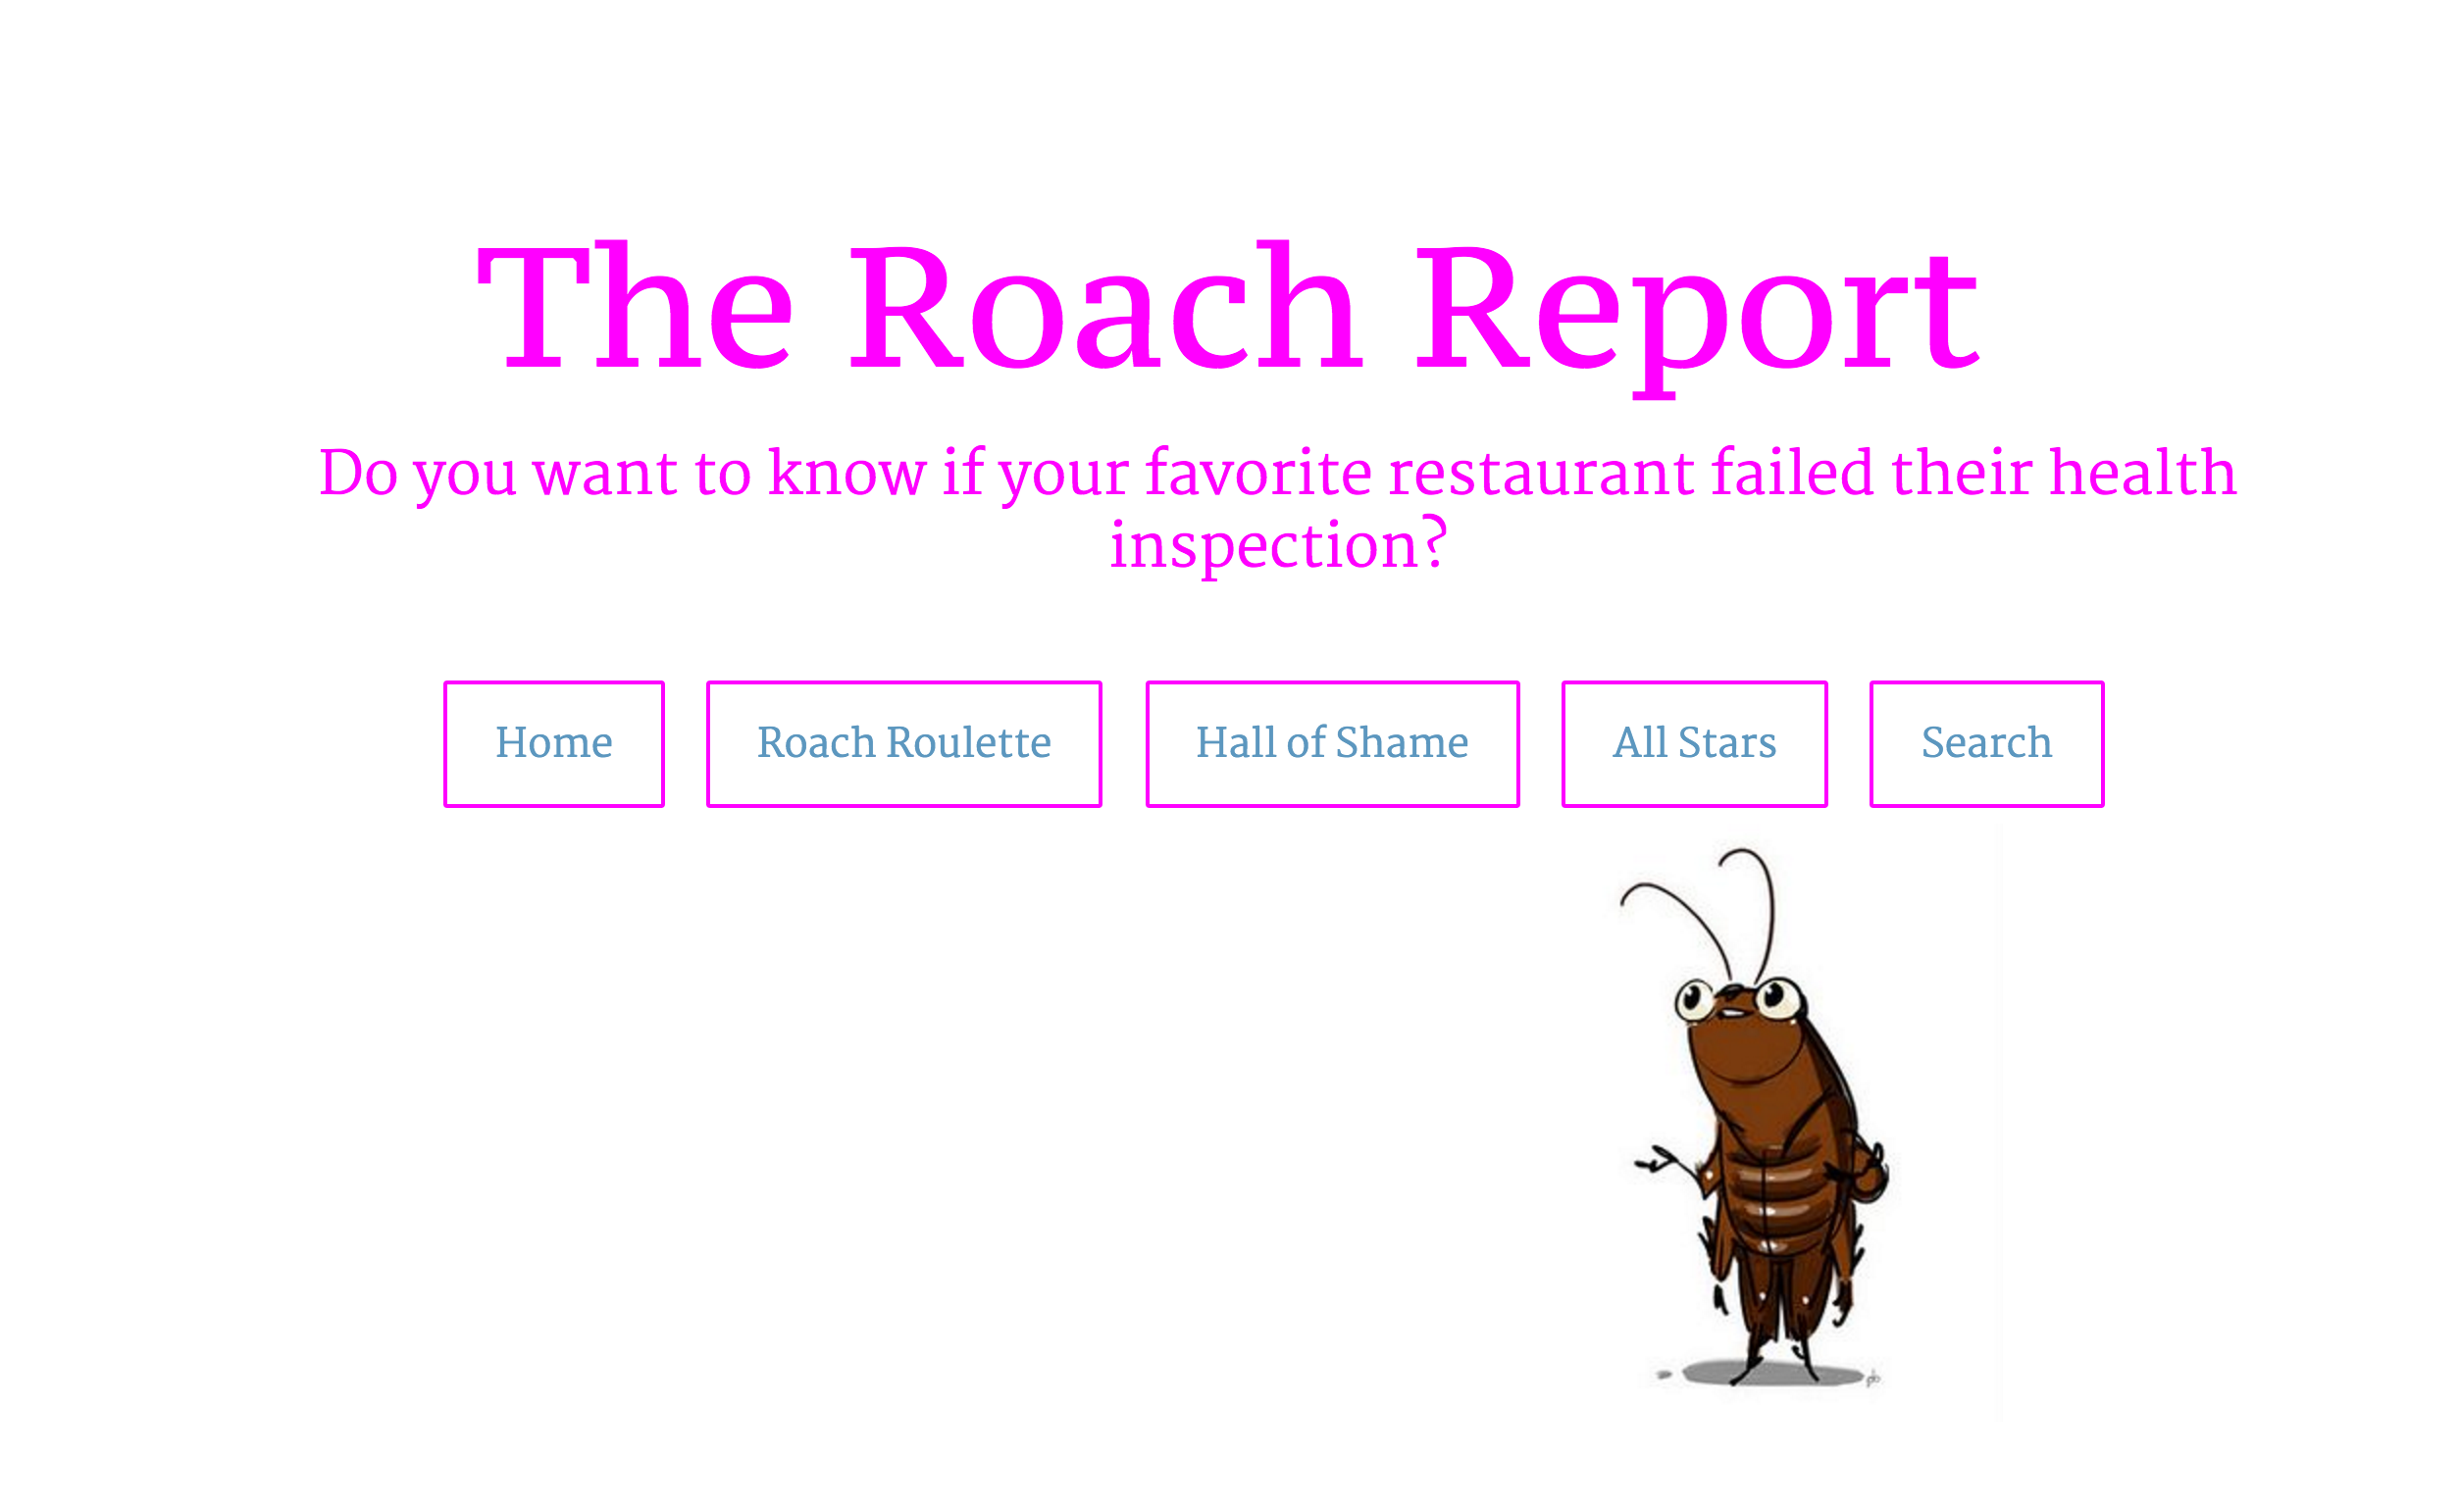 The Roach Report
Do you want to know if your favorite restaurant failed their health
inspection?
Home Roach Roulette Hall of Shame All Stars Search